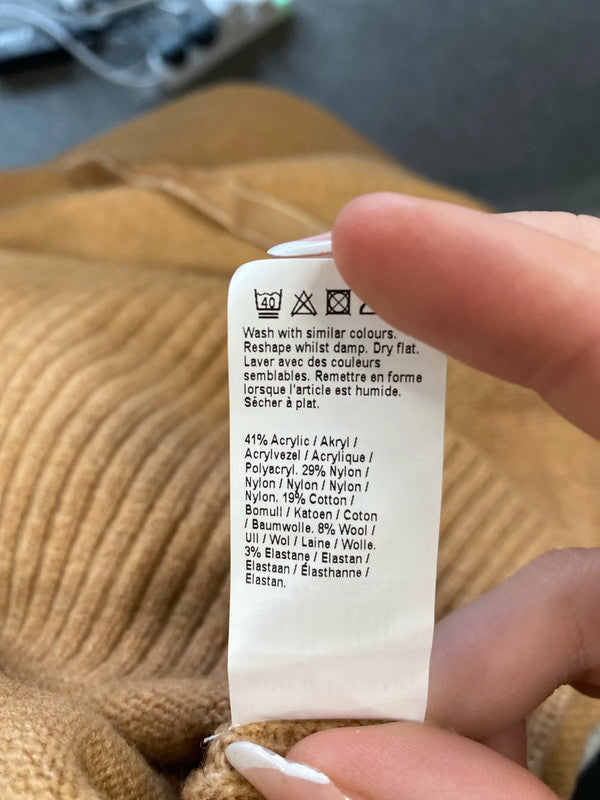 40
Wash with similar colours.
Reshape whilst damp. Dry flat.
Laver avec des couleurs
semblables. Remettre en forme
lorsque l'article est humide.
Sécher à plat.
41% Acrylic / Akryl /
Acrylvezel / Acrylique /
Polyacryl. 29% Nylon /
Nylon / Nylon / Nylon /
Nylon. 19% Cotton /
Bomull / Katoen / Coton
/ Baumwolle. 8% Wool /
Ull / Wol / Laine / Wolle.
3% Elastane / Elastan /
Elastaan / Élasthanne /
Elastan.